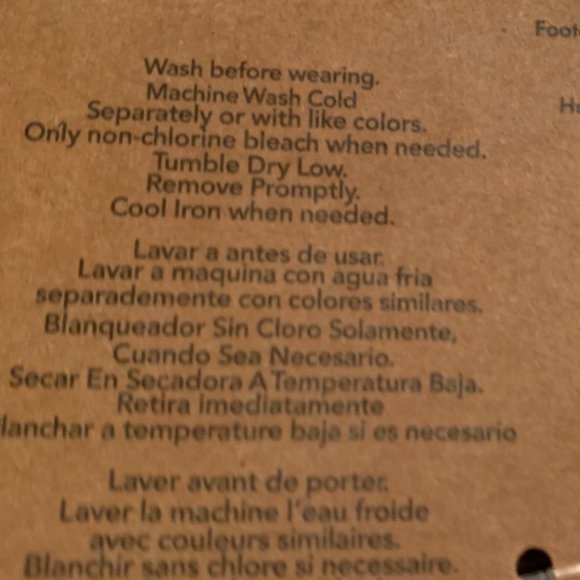 Foot
Ha
Wash before wearing.
Machine Wash Cold
Separately or with like colors.
Only non-chlorine bleach when needed.
Tumble Dry Low.
Remove Promptly.
Cool Iron when needed.
Lavar a antes de usar.
Lavar a maquina con agua fria
separademente con colores similares.
Blanqueador Sin Cloro Solamente,
Cuando Sea Necesario.
Secar En Secadora A Temperatura Baja.
Retira imediatamente
lanchar a temperature baja si es necesario
Laver avant de porter.
Laver la machine l'eau froide
avec couleurs similaires.
Blanchir sans chlore si necessaire.